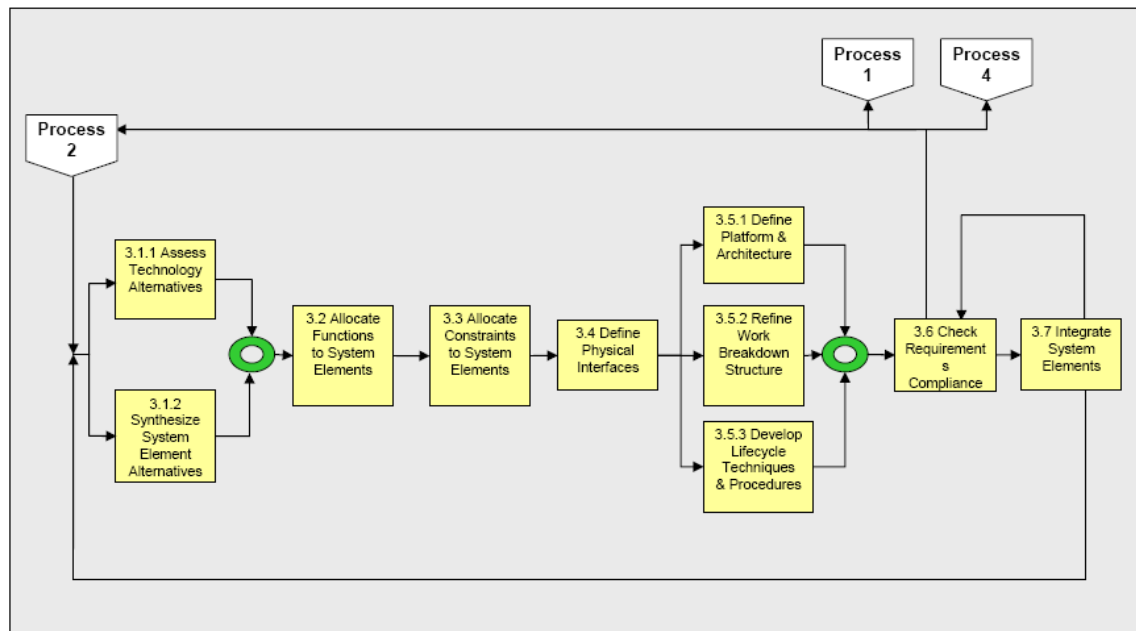 Process
1
Process
4
Process
2
3.1.1 Assess
Technology
Alternatives
3.1.2
Synthesize
System
Element
Alternatives
3.2 Allocate
Functions
to System
Elements
3.3 Allocate
Constraints
to System
Elements
3.4 Define
Physical
Interfaces
3.5.1 Define
Platform &
Architecture
3.5.2 Refine
Work
Breakdown
Structure
3.5.3 Develop
Lifecycle
Techniques
& Procedures
3.6 Check
Requirement
s
Compliance
3.7 Integrate
System
Elements